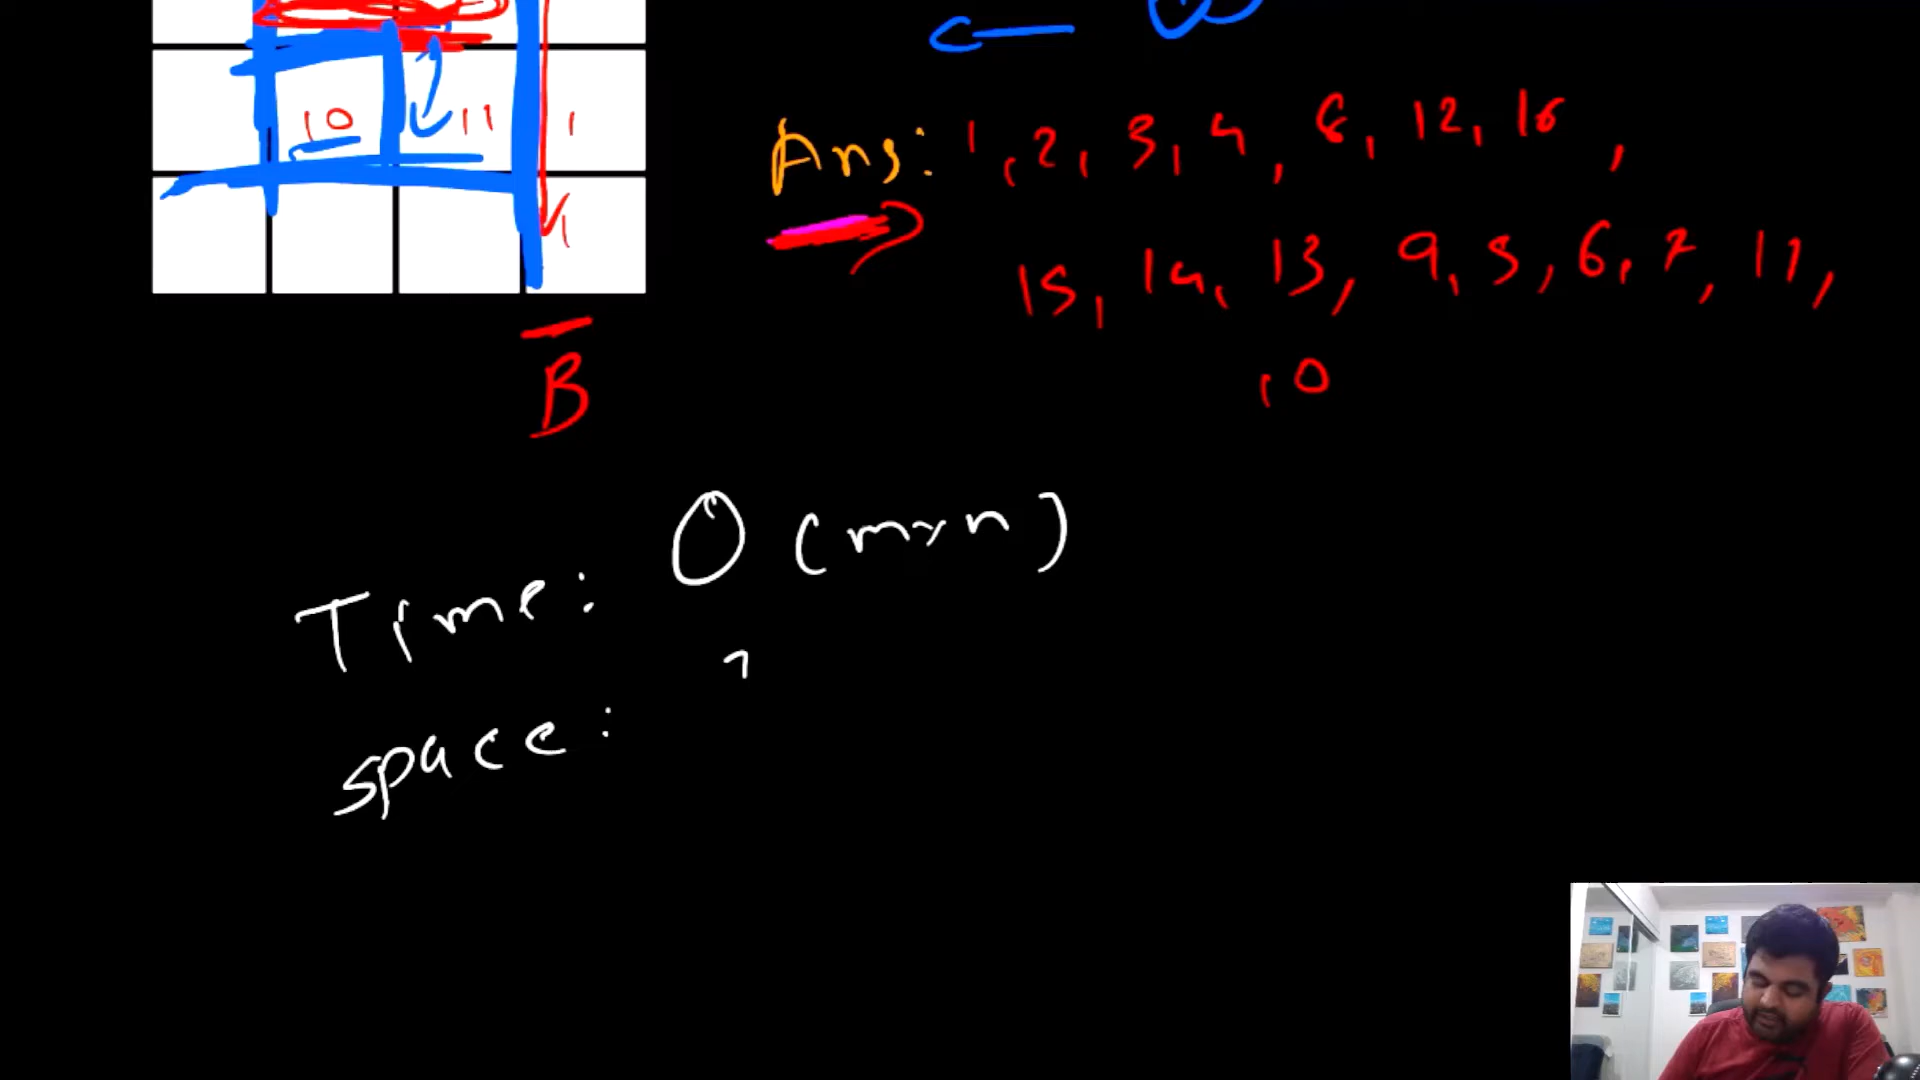 10 11 1
Ans: 1, 2, 3, 4, 8, 12, 16,
15, 14, 13, 9, 5, 6, 7, 11,
, 0
B
Time: O (m×n)
space: